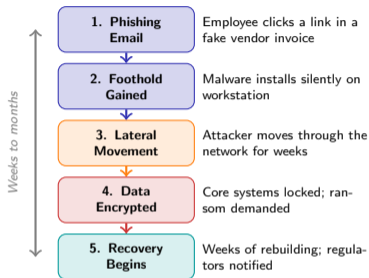 1. Phishing
Email
Employee clicks a link in a
fake vendor invoice
2. Foothold
Gained
Malware installs silently on
workstation
3. Lateral
Movement
Attacker moves through the
network for weeks
4. Data
Encrypted
Core systems locked; ran-
som demanded
5. Recovery
Begins
Weeks of rebuilding; regula-
tors notified
Weeks to months